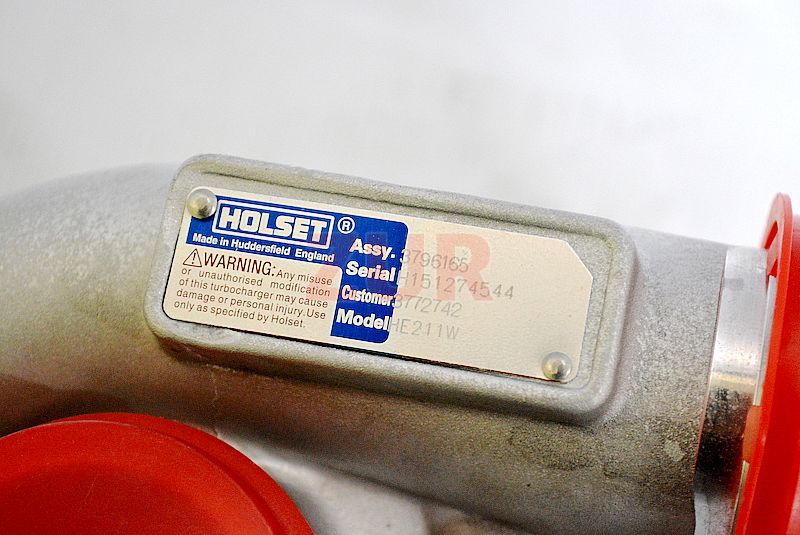 HOLSET ®
Made in Huddersfield England
⚠WARNING: Any misuse
or unauthorised modification
of this turbocharger may cause
damage or personal injury. Use
only as specified by Holset.
Assy. 3796165
Serial H151274544
Customer 3772742
Model HE211W